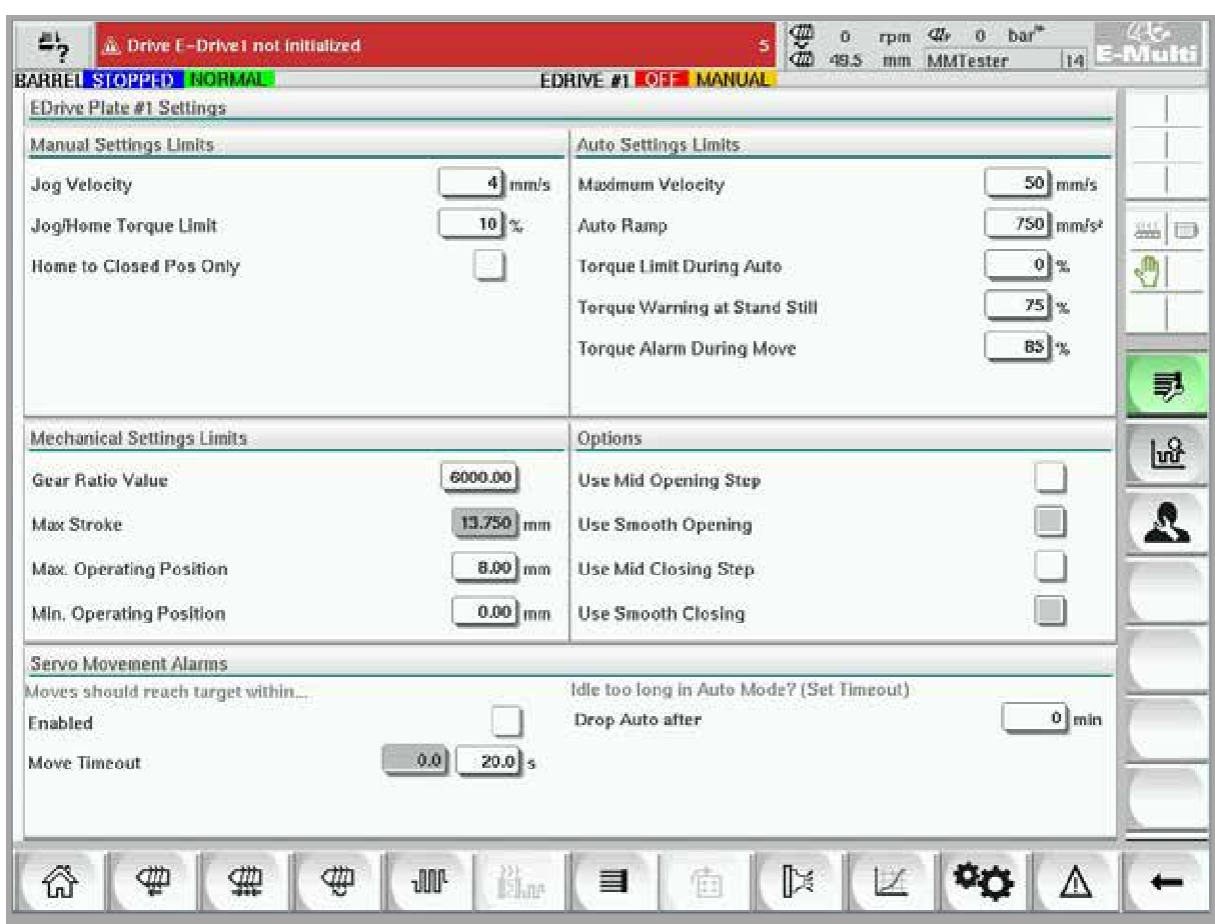 Drive E-Drive1 not initialized 5
0 rpm 0 bar
49.5 mm MMTester 14
E-Multi
BARREL STOPPED NORMAL EDRIVE #1 OFF MANUAL
EDrive Plate #1 Settings
Manual Settings Limits
Jog Velocity 4 mm/s
Jog/Home Torque Limit 10 %
Home to Closed Pos Only
Auto Settings Limits
Maximum Velocity 50 mm/s
Auto Ramp 750 mm/s²
Torque Limit During Auto 0 %
Torque Warning at Stand Still 75 %
Torque Alarm During Move 85 %
Mechanical Settings Limits
Gear Ratio Value 6000.00
Max Stroke 13.750 mm
Max. Operating Position 8.00 mm
Min. Operating Position 0.00 mm
Options
Use Mid Opening Step
Use Smooth Opening
Use Mid Closing Step
Use Smooth Closing
Servo Movement Alarms
Moves should reach target within...
Enabled
Move Timeout 0.0 20.0 s
Idle too long in Auto Mode? (Set Timeout)
Drop Auto after 0 min